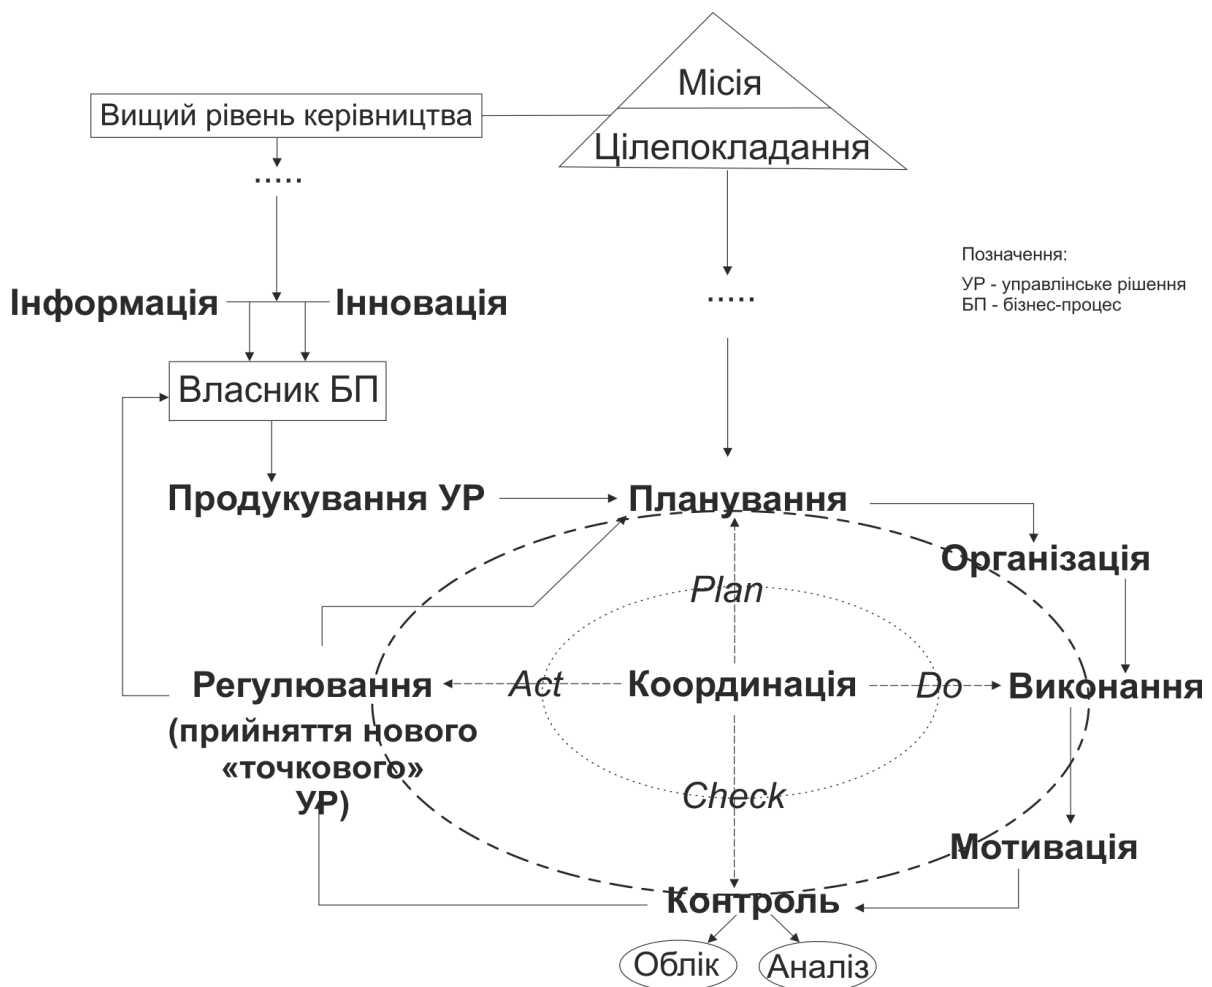 Місія
Вищий рівень керівництва
Цілепокладання
.....
Позначення:
УР - управлінське рішення
БП - бізнес-процес
.....
Інформація
Інновація
Власник БП
Продукування УР
Планування
Організація
Plan
Регулювання
(прийняття нового
«точкового»
УР)
Act
Координація
Do
Виконання
Check
Мотивація
Контроль
Облік
Аналіз